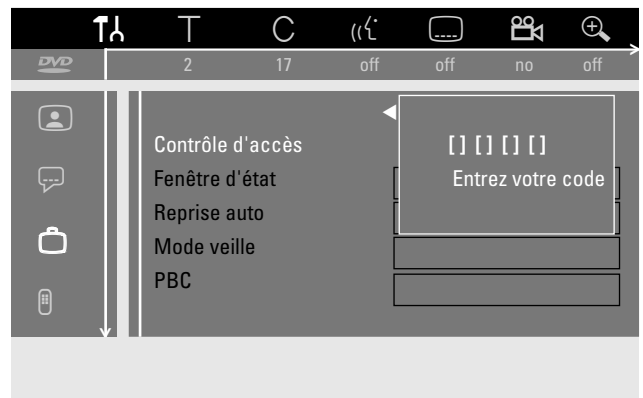 T C
DVD 2 17 off off no off
Contrôle d'accès
[ ] [ ] [ ] [ ]
Fenêtre d'état
Entrez votre code
Reprise auto
Mode veille
PBC